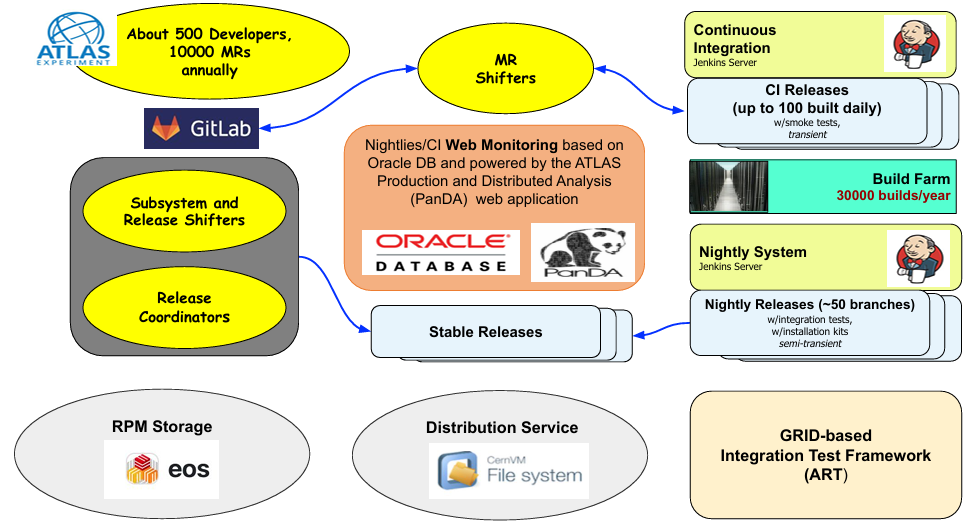 ATLAS
EXPERIMENT
About 500 Developers,
10000 MRs
annually
MR
Shifters
Continuous
Integration
Jenkins Server
CI Releases
(up to 100 built daily)
w/smoke tests,
transient
GitLab
Nightlies/CI Web Monitoring based on
Oracle DB and powered by the ATLAS
Production and Distributed Analysis
(PanDA) web application
ORACLE®
DATABASE
PanDA
Build Farm
30000 builds/year
Subsystem and
Release Shifters
Release
Coordinators
Nightly System
Jenkins Server
Nightly Releases (~50 branches)
w/integration tests,
w/installation kits
semi-transient
Stable Releases
RPM Storage
eos
Distribution Service
CernVM
File system
GRID-based
Integration Test Framework
(ART)